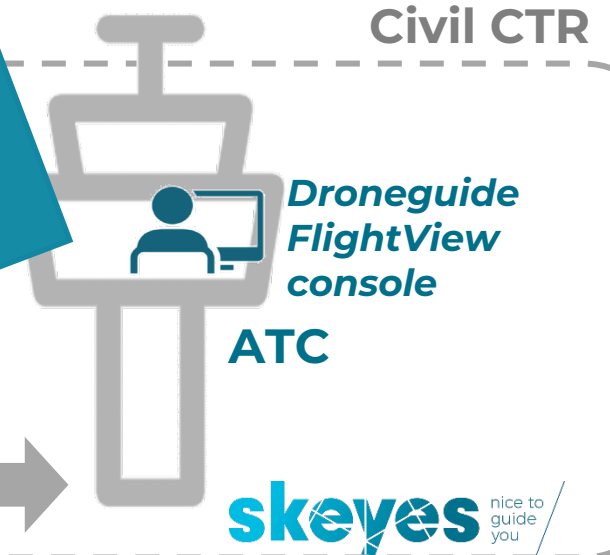 Civil CTR
Droneguide
FlightView
console
ATC
skeyes
nice to
guide
you